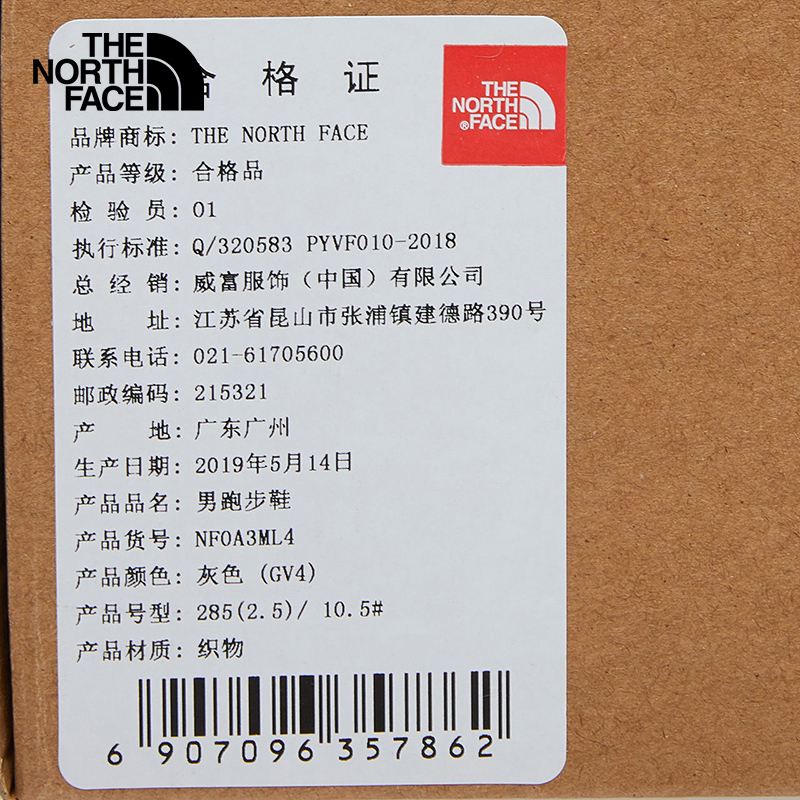 THE
NORTH
FACE
合格证
THE
NORTH
®FACE
品牌商标: THE NORTH FACE
产品等级: 合格品
检验员: 01
执行标准: Q/320583 PYVF010-2018
总经销: 威富服饰（中国）有限公司
地址: 江苏省昆山市张浦镇建德路390号
联系电话: 021-61705600
邮政编码: 215321
产地: 广东广州
生产日期: 2019年5月14日
产品品名: 男跑步鞋
产品货号: NF0A3ML4
产品颜色: 灰色 (GV4)
产品号型: 285(2.5)/ 10.5#
产品材质: 织物
6 907096 357862